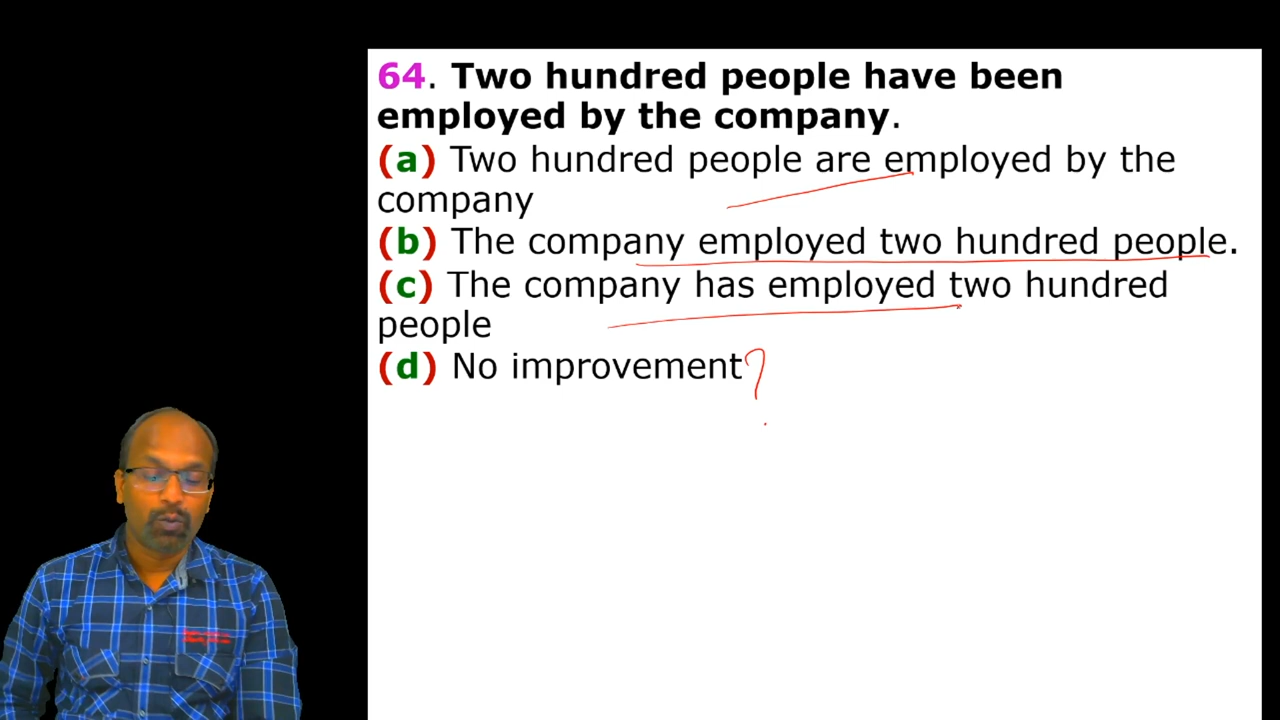 64. Two hundred people have been
employed by the company.
(a) Two hundred people are employed by the
company
(b) The company employed two hundred people.
(c) The company has employed two hundred
people
(d) No improvement?